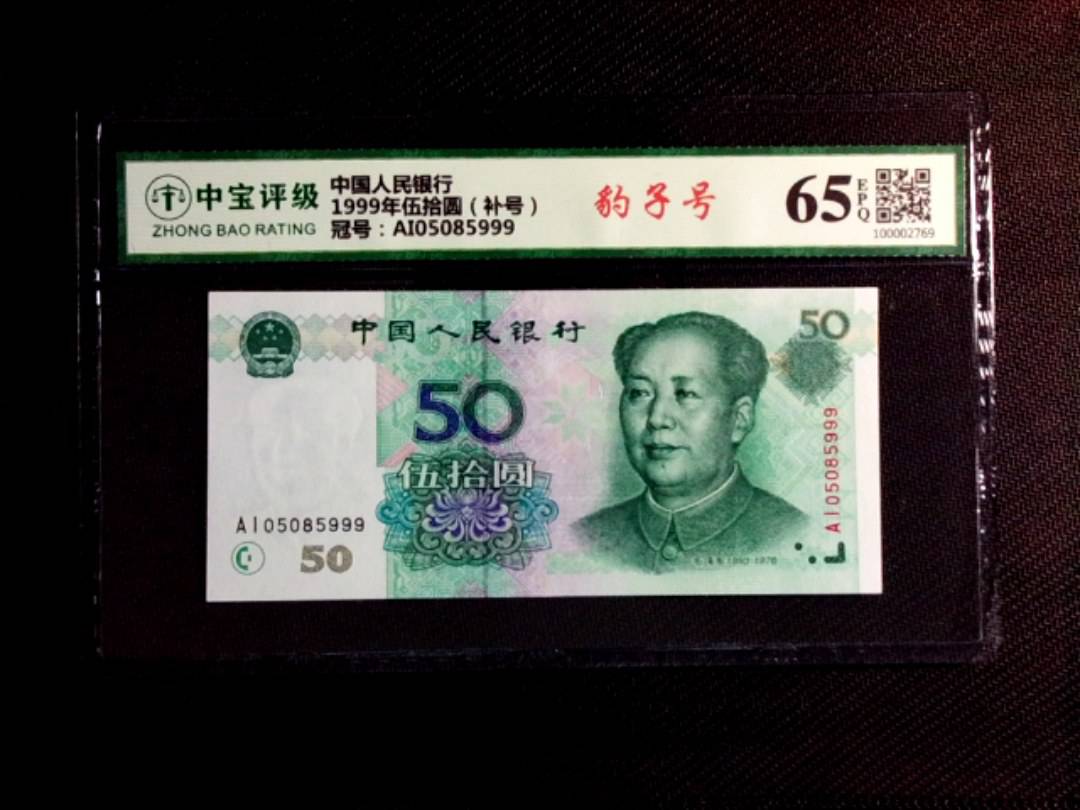 中宝评级
ZHONG BAO RATING
中国人民银行
1999年伍拾圆(补号)
冠号:AI05085999
豹子号
65
EPQ
100002769
中国人民银行
50
50
伍拾圆
AI05085999
AI05085999
50
1893-1976